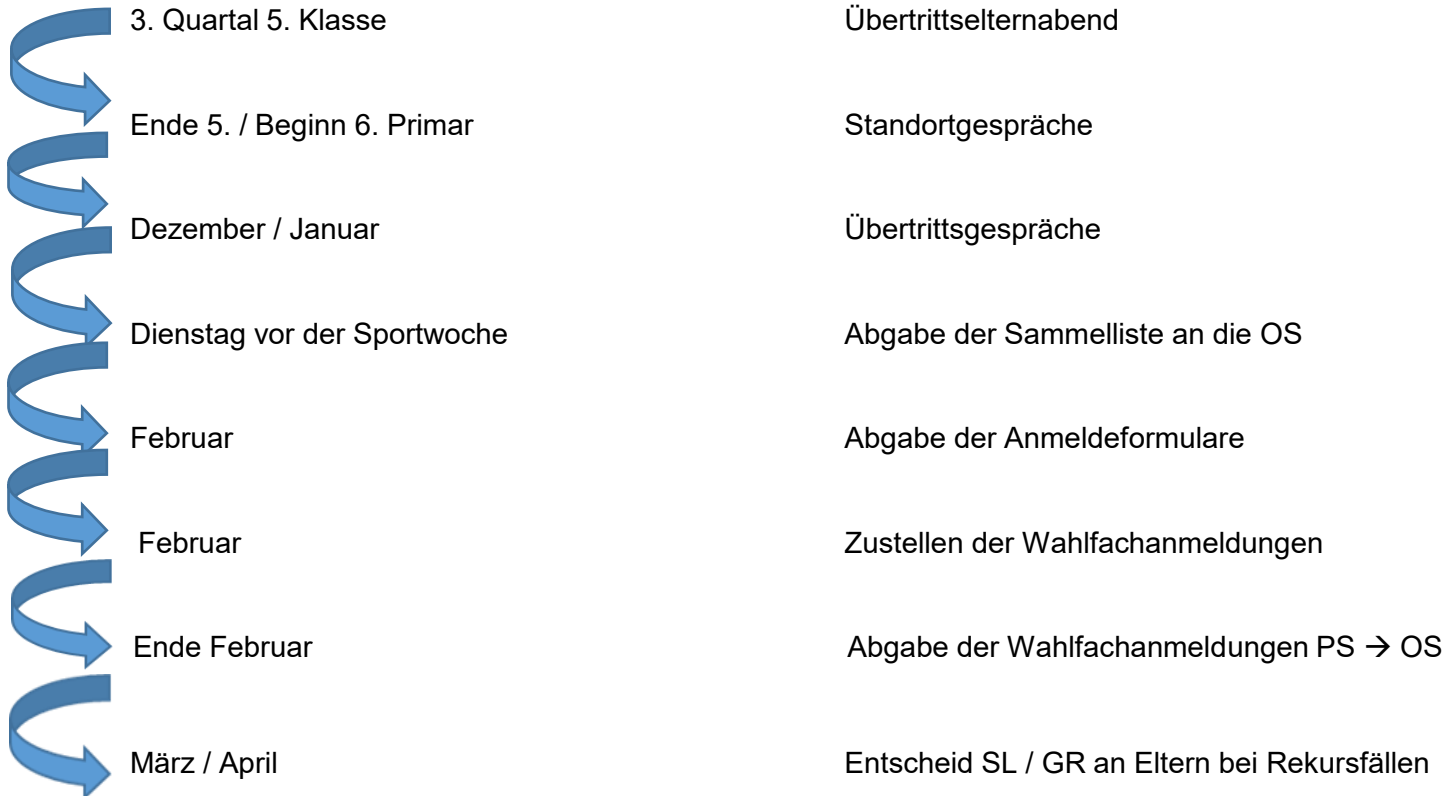 3. Quartal 5. Klasse Übertrittselternabend
Ende 5. / Beginn 6. Primar Standortgespräche
Dezember / Januar Übertrittsgespräche
Dienstag vor der Sportwoche Abgabe der Sammelliste an die OS
Februar Abgabe der Anmeldeformulare
Februar Zustellen der Wahlfachanmeldungen
Ende Februar Abgabe der Wahlfachanmeldungen PS → OS
März / April Entscheid SL / GR an Eltern bei Rekursfällen